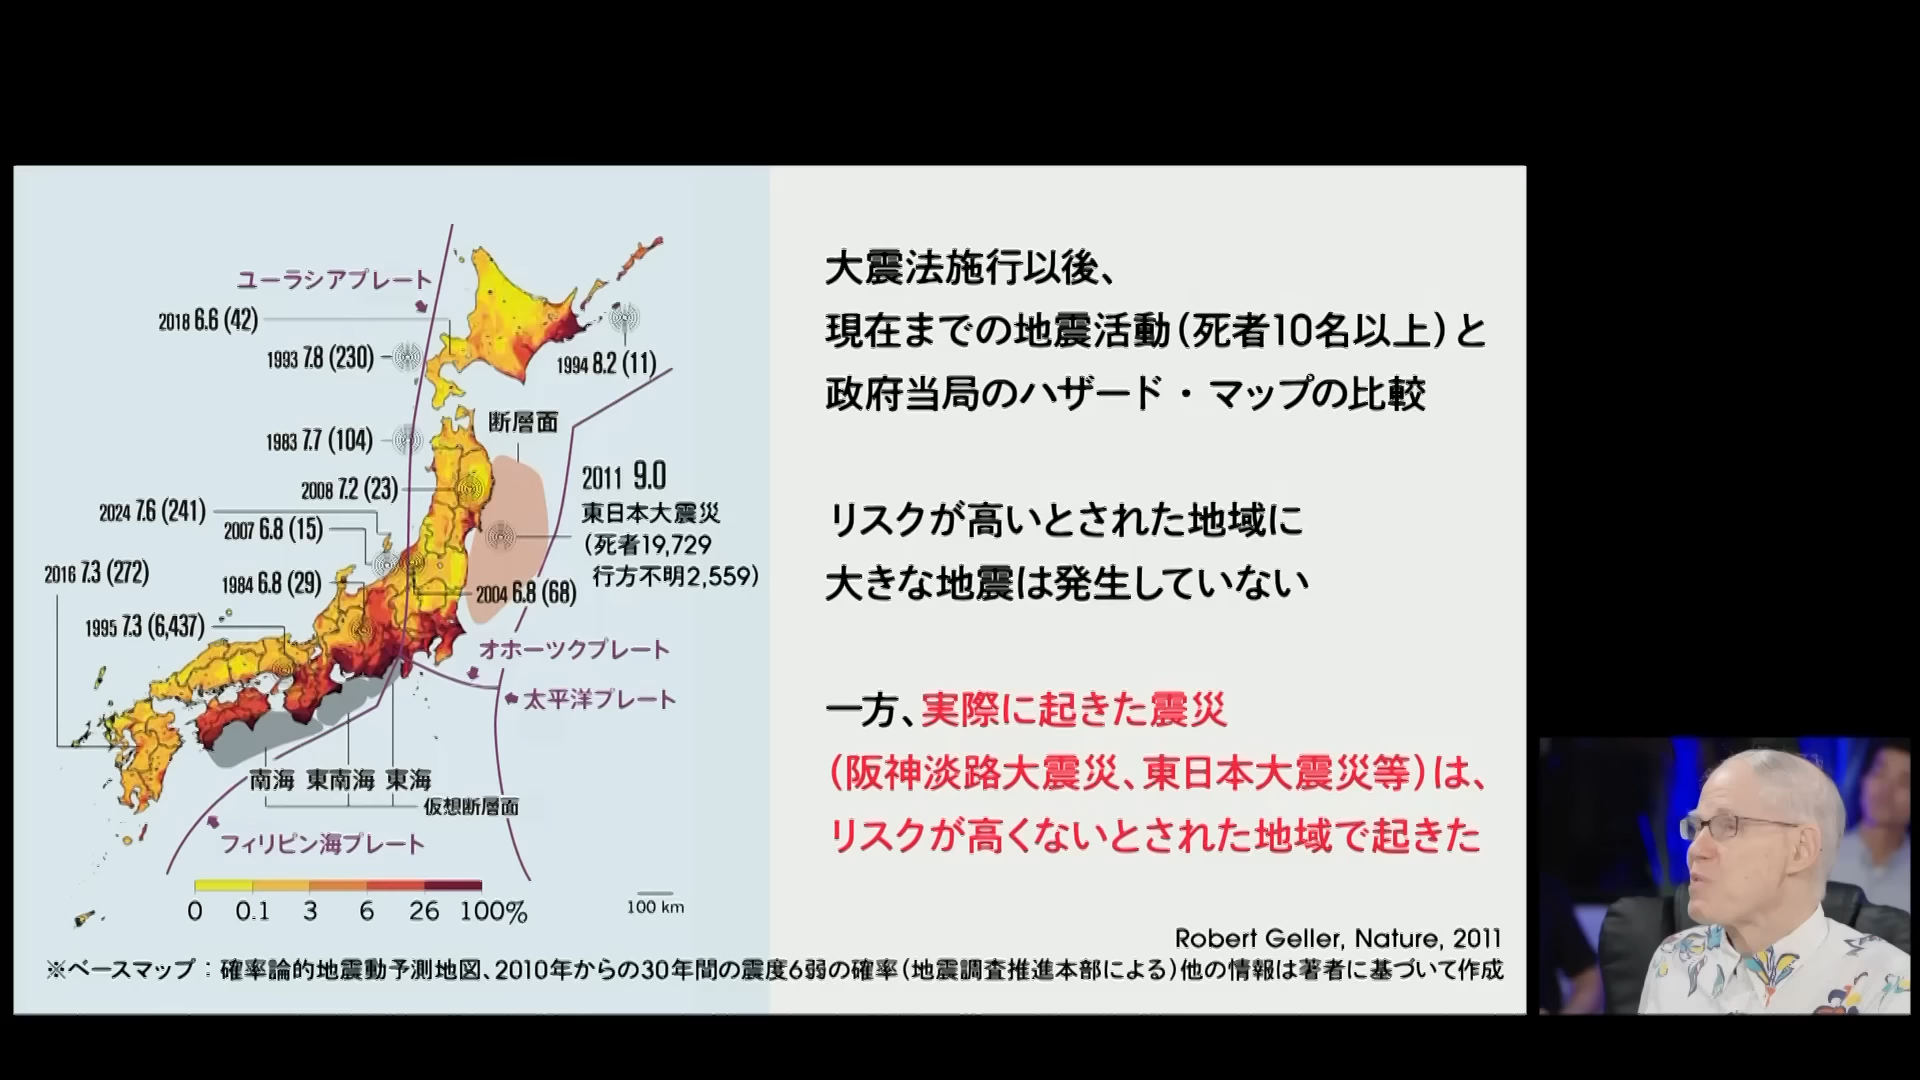 ユーラシアプレート
2018 6.6 (42)
1993 7.8 (230)
1994 8.2 (11)
断層面
1983 7.7 (104)
2011 9.0
東日本大震災
(死者19,729
行方不明2,559)
2008 7.2 (23)
2024 7.6 (241)
2007 6.8 (15)
2016 7.3 (272)
1984 6.8 (29)
2004 6.8 (68)
1995 7.3 (6,437)
オホーツクプレート
太平洋プレート
南海 東南海 東海
仮想断層面
フィリピン海プレート
0 0.1 3 6 26 100%
100 km
大震法施行以後、
現在までの地震活動(死者10名以上)と
政府当局のハザード・マップの比較
リスクが高いとされた地域に
大きな地震は発生していない
一方、実際に起きた震災
(阪神淡路大震災、東日本大震災等)は、
リスクが高くないとされた地域で起きた
Robert Geller, Nature, 2011
※ベースマップ:確率論的地震動予測地図、2010年からの30年間の震度6弱の確率(地震調査推進本部による)他の情報は著者に基づいて作成